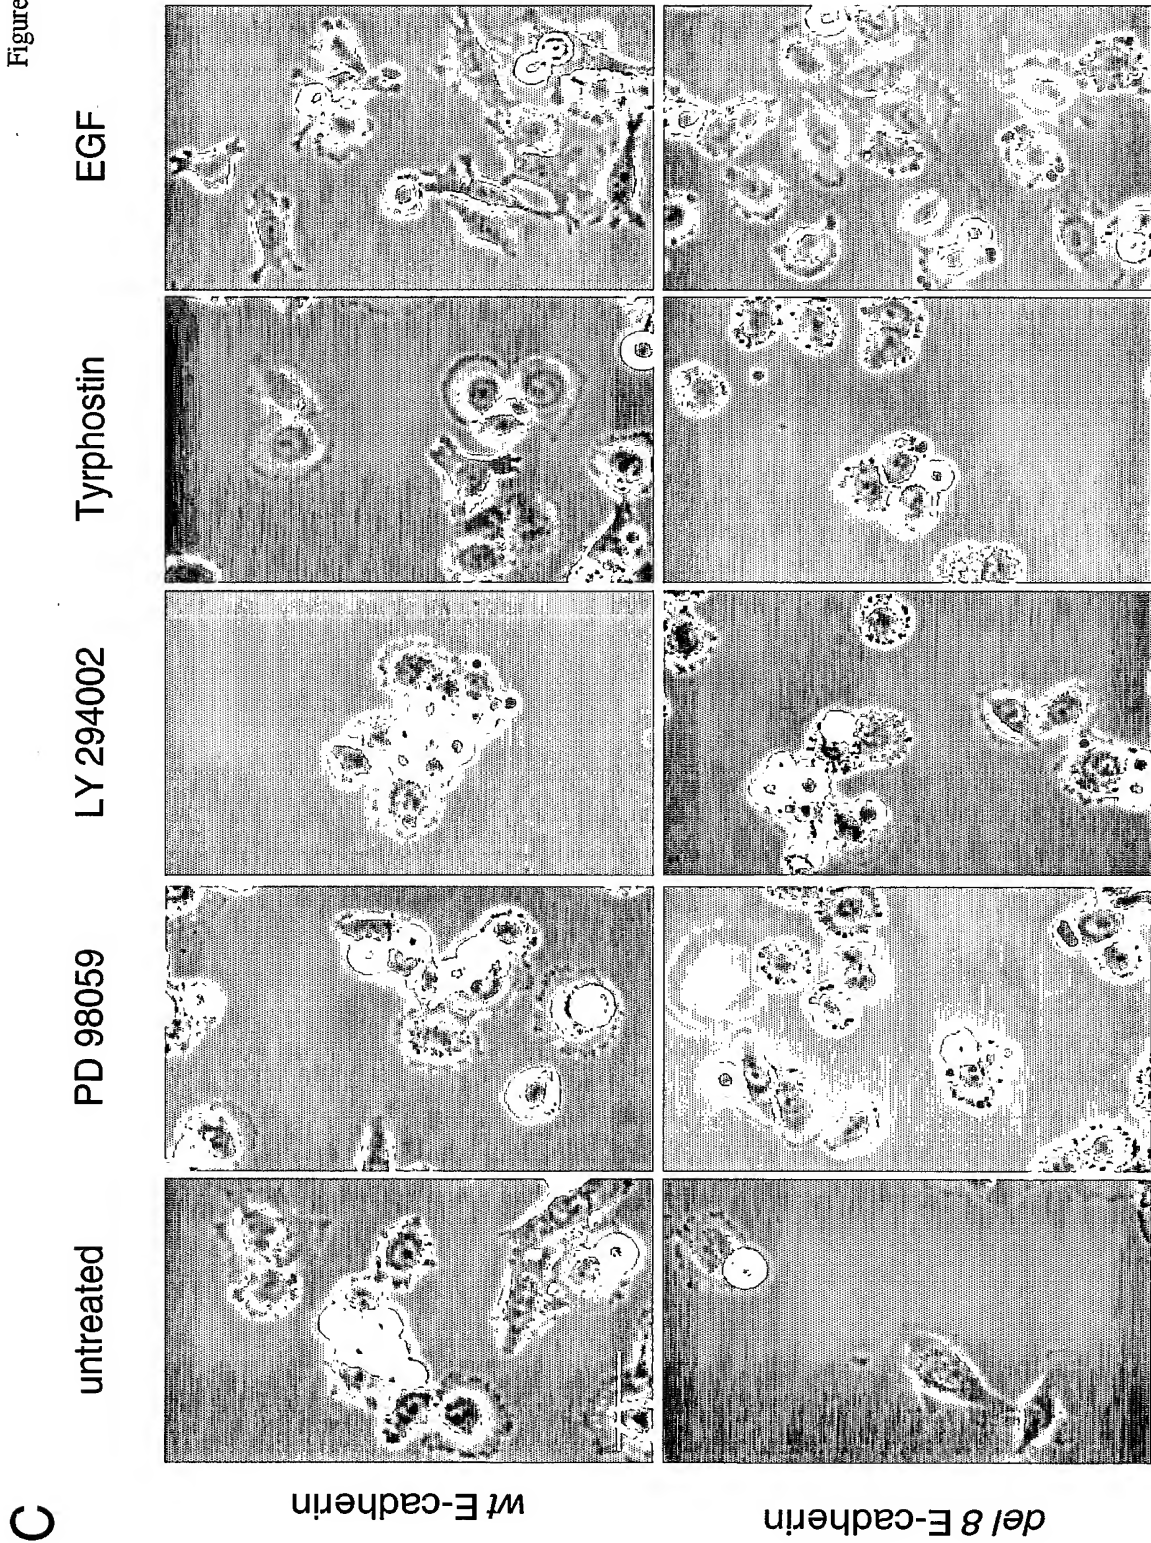 Figure
C
untreated
PD 98059
LY 294002
Tyrphostin
EGF
wt E-cadherin
del 8 E-cadherin